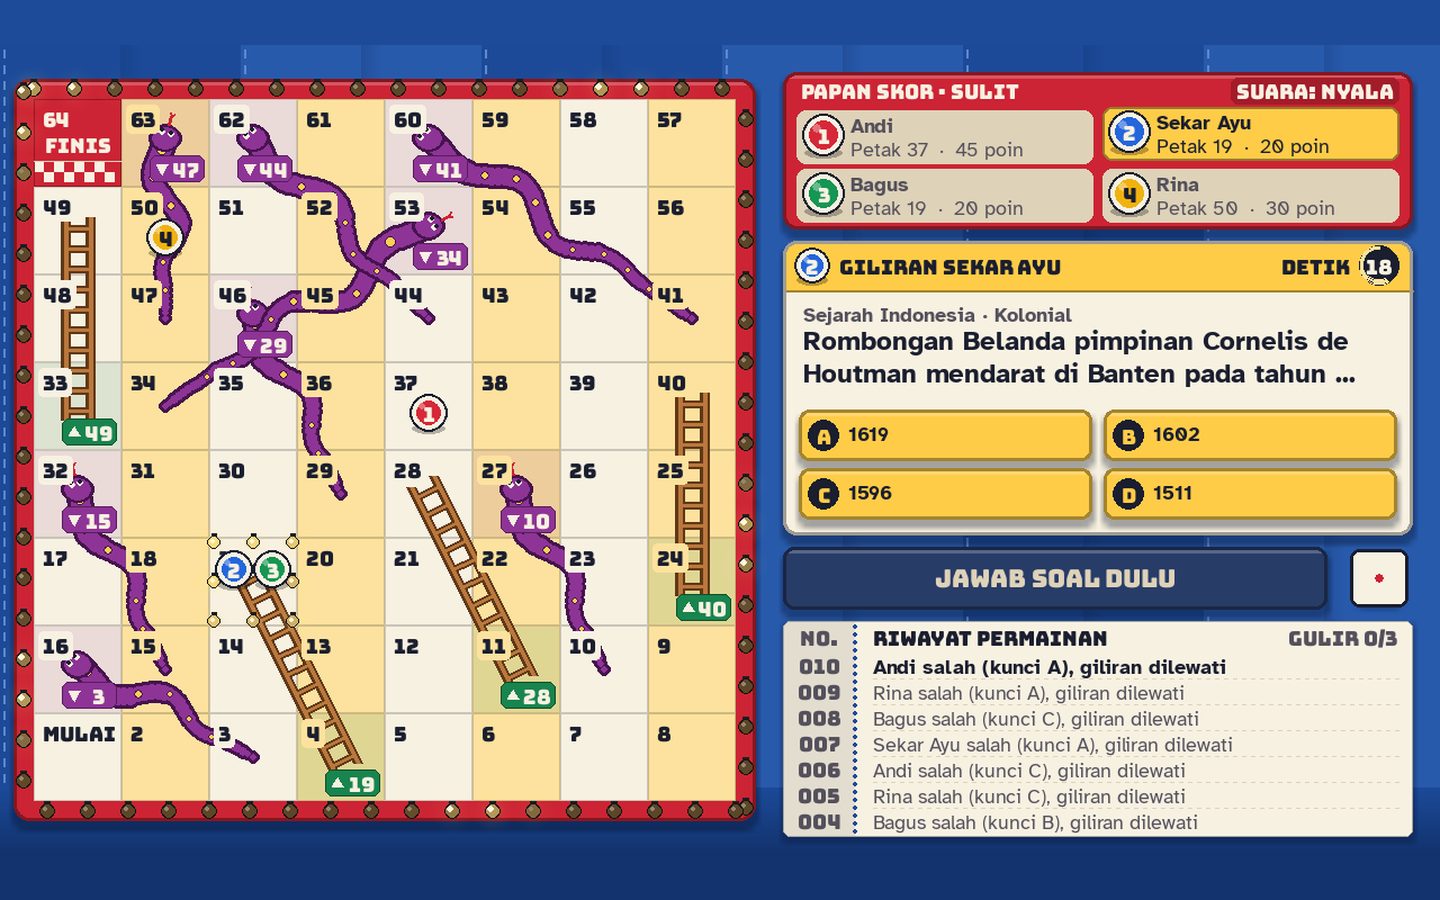 64 63 62 61 60 59 58 57
FINIS ▼47 ▼44 ▼41
49 50 51 52 53 54 55 56
4 ▼34
48 47 46 45 44 43 42 41
▼29
33 34 35 36 37 38 39 40
1
▲49
32 31 30 29 28 27 26 25
▼15 ▼10
17 18 20 21 22 23 24
2 3
▲40
16 15 14 13 12 11 10 9
▼3 ▲28
MULAI 2 3 4 5 6 7 8
▲19
PAPAN SKOR · SULIT SUARA: NYALA
1 Andi
Petak 37 · 45 poin
2 Sekar Ayu
Petak 19 · 20 poin
3 Bagus
Petak 19 · 20 poin
4 Rina
Petak 50 · 30 poin
2 GILIRAN SEKAR AYU DETIK 18
Sejarah Indonesia · Kolonial
Rombongan Belanda pimpinan Cornelis de
Houtman mendarat di Banten pada tahun ...
A 1619
B 1602
C 1596
D 1511
JAWAB SOAL DULU
NO. RIWAYAT PERMAINAN GULIR 0/3
010 Andi salah (kunci A), giliran dilewati
009 Rina salah (kunci A), giliran dilewati
008 Bagus salah (kunci C), giliran dilewati
007 Sekar Ayu salah (kunci A), giliran dilewati
006 Andi salah (kunci C), giliran dilewati
005 Rina salah (kunci C), giliran dilewati
004 Bagus salah (kunci B), giliran dilewati